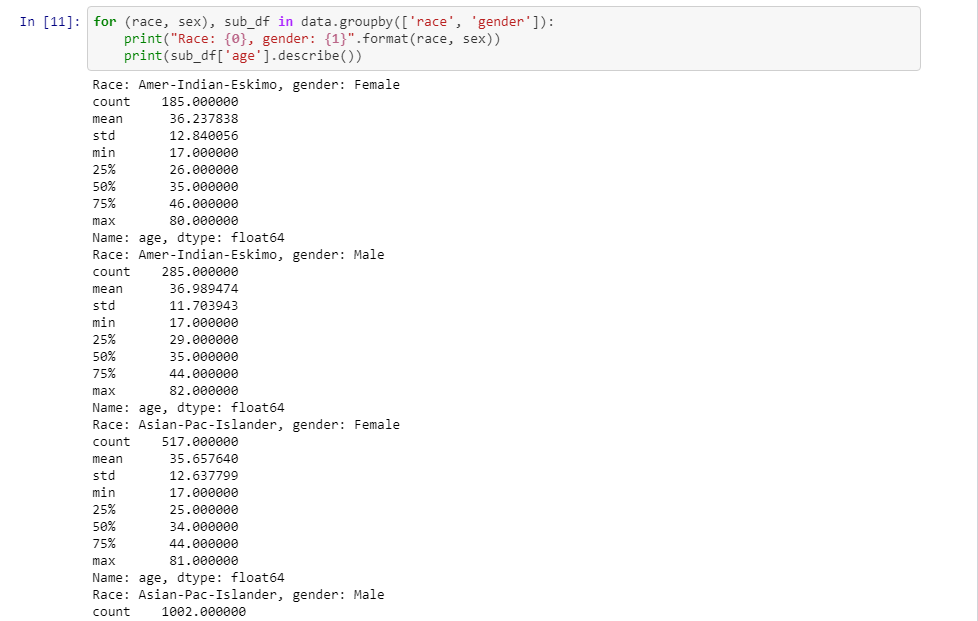 In [11]: for (race, sex), sub_df in data.groupby(['race', 'gender']):
    print("Race: {0}, gender: {1}".format(race, sex))
    print(sub_df['age'].describe())
Race: Amer-Indian-Eskimo, gender: Female
count    185.000000
mean      36.237838
std       12.840056
min       17.000000
25%       26.000000
50%       35.000000
75%       46.000000
max       80.000000
Name: age, dtype: float64
Race: Amer-Indian-Eskimo, gender: Male
count    285.000000
mean      36.989474
std       11.703943
min       17.000000
25%       29.000000
50%       35.000000
75%       44.000000
max       82.000000
Name: age, dtype: float64
Race: Asian-Pac-Islander, gender: Female
count    517.000000
mean      35.657640
std       12.637799
min       17.000000
25%       25.000000
50%       34.000000
75%       44.000000
max       81.000000
Name: age, dtype: float64
Race: Asian-Pac-Islander, gender: Male
count    1002.000000